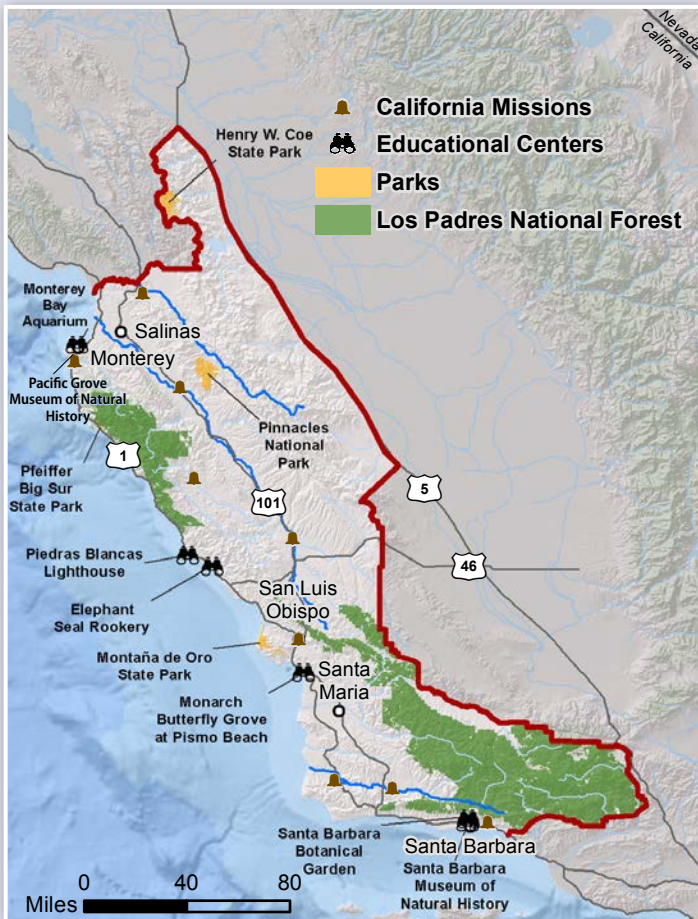 Nevada
California
California Missions
Educational Centers
Parks
Los Padres National Forest
Henry W. Coe
State Park
Monterey
Bay
Aquarium
Salinas
Monterey
Pacific Grove
Museum of Natural
History
Pinnacles
National
Park
1
Pfeiffer
Big Sur
State Park
101
5
46
Piedras Blancas
Lighthouse
Elephant
Seal Rookery
San Luis
Obispo
Montaña de Oro
State Park
Santa
Maria
Monarch
Butterfly Grove
at Pismo Beach
Santa Barbara
Botanical
Garden
Santa Barbara
Santa Barbara
Museum of
Natural History
0 40 80
Miles